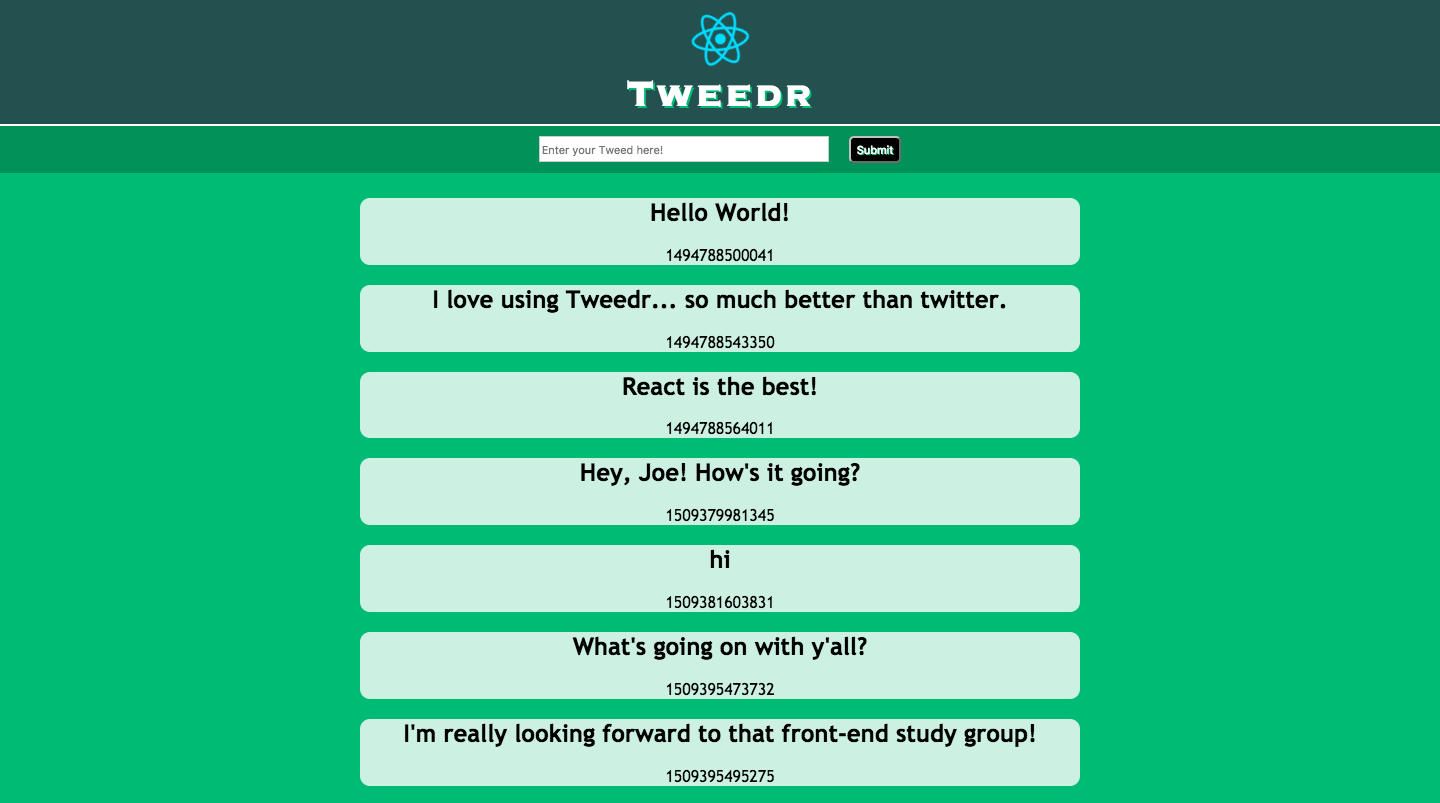 Tweedr
Enter your Tweed here!
Submit
Hello World!
1494788500041
I love using Tweedr... so much better than twitter.
1494788543350
React is the best!
1494788564011
Hey, Joe! How's it going?
1509379981345
hi
1509381603831
What's going on with y'all?
1509395473732
I'm really looking forward to that front-end study group!
1509395495275